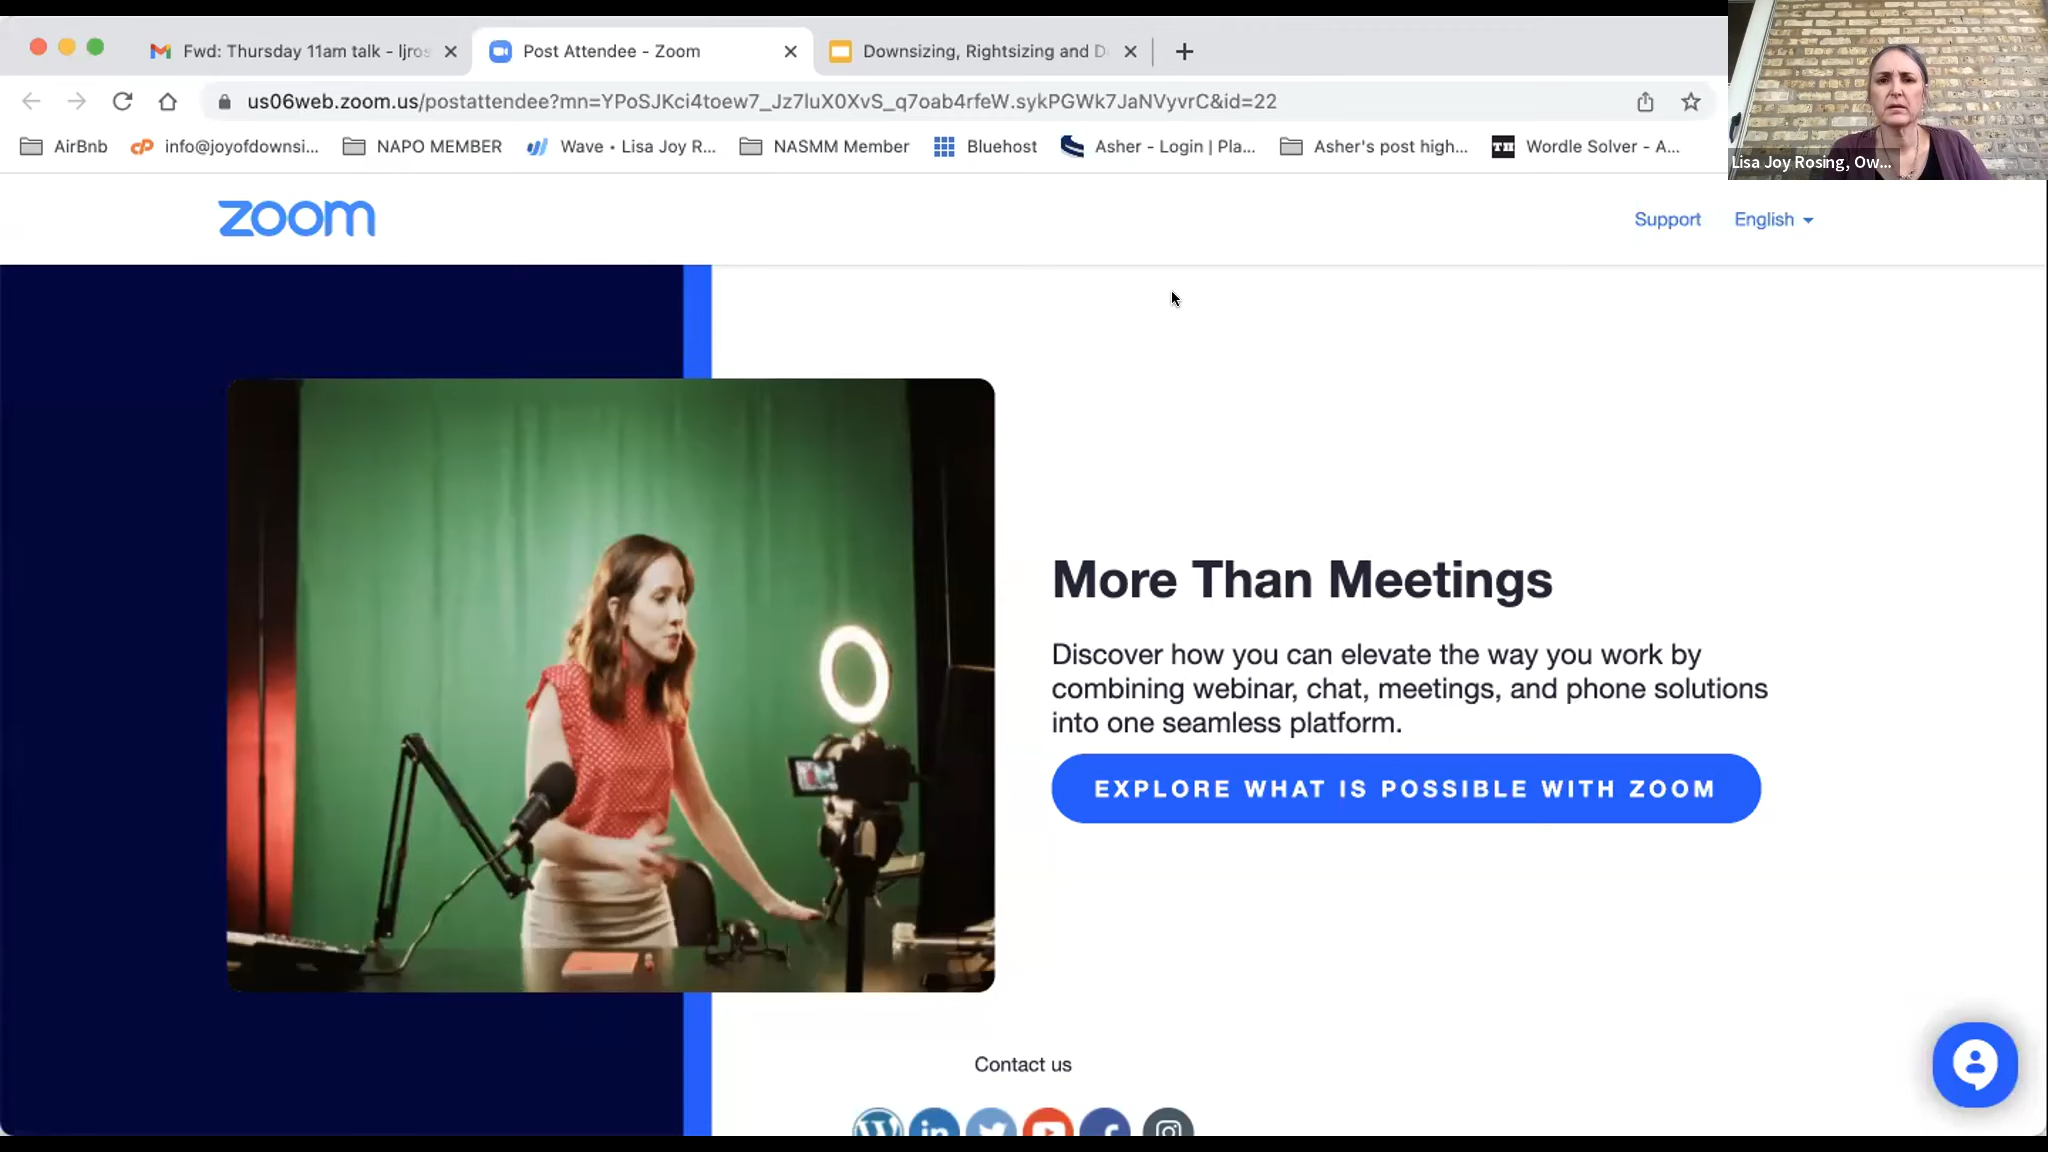 Fwd: Thursday 11am talk - ljros
Post Attendee - Zoom
Downsizing, Rightsizing and D
us06web.zoom.us/postattendee?mn=YPoSJKci4toew7_Jz7luX0XvS_q7oab4rfeW.sykPGWk7JaNVyvrC&id=22
AirBnb
info@joyofdownsi...
NAPO MEMBER
Wave • Lisa Joy R...
NASMM Member
Bluehost
Asher - Login | Pla...
Asher's post high...
TH
Wordle Solver - A...
Lisa Joy Rosing, Ow...
zoom
Support
English
More Than Meetings
Discover how you can elevate the way you work by
combining webinar, chat, meetings, and phone solutions
into one seamless platform.
EXPLORE WHAT IS POSSIBLE WITH ZOOM
Contact us